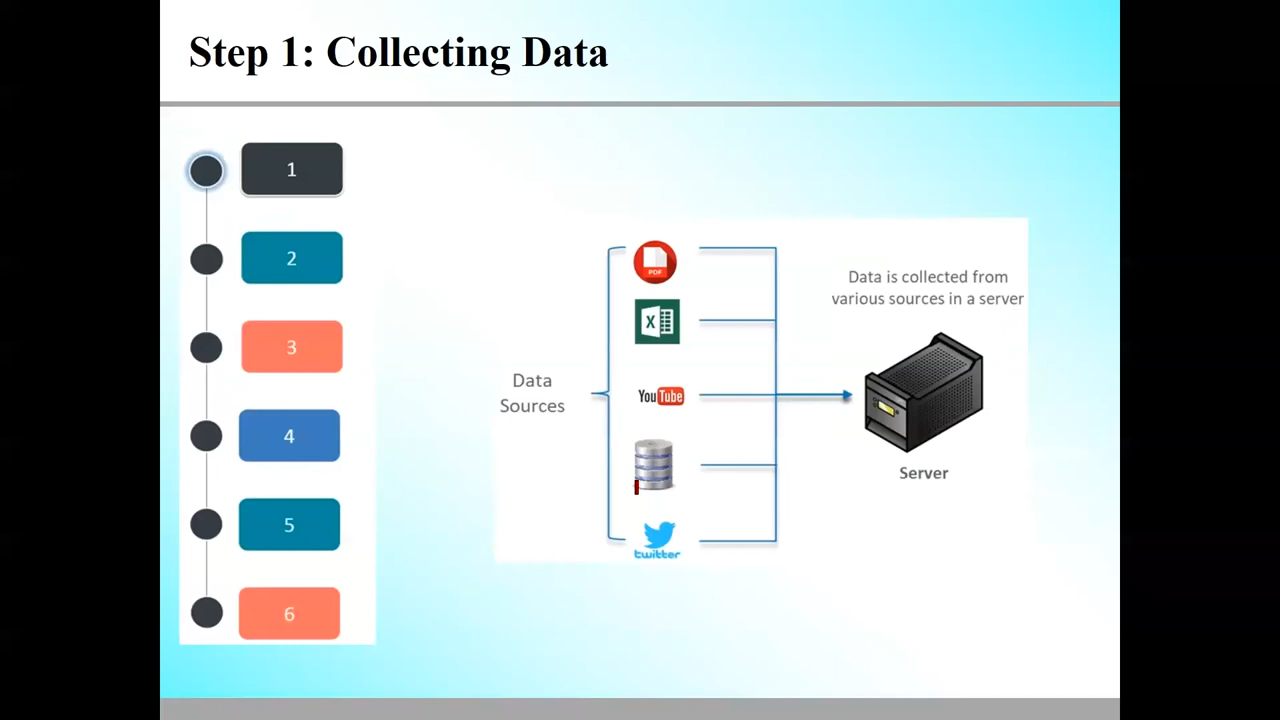 Step 1: Collecting Data
1
2
3
4
5
6
Data
Sources
PDF
X
YouTube
twitter
Data is collected from
various sources in a server
Server